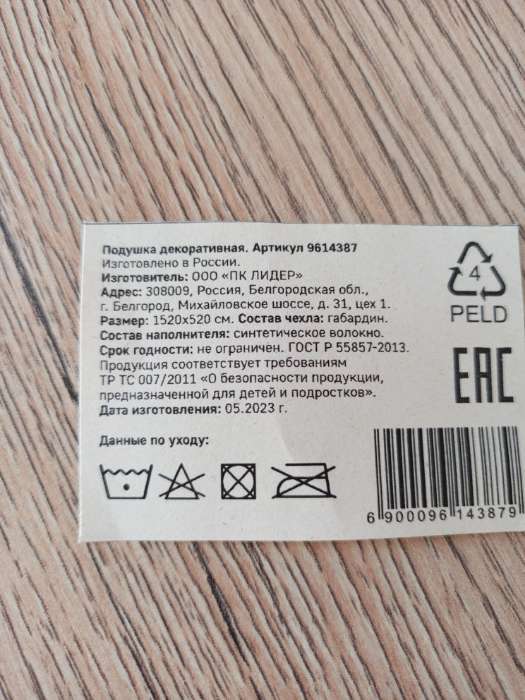 Подушка декоративная. Артикул 9614387
Изготовлено в России.
Изготовитель: ООО «ПК ЛИДЕР»
Адрес: 308009, Россия, Белгородская обл.,
г. Белгород, Михайловское шоссе, д. 31, цех 1.
Размер: 1520х520 см. Состав чехла: габардин.
Состав наполнителя: синтетическое волокно.
Срок годности: не ограничен. ГОСТ Р 55857-2013.
Продукция соответствует требованиям
ТР ТС 007/2011 «О безопасности продукции,
предназначенной для детей и подростков».
Дата изготовления: 05.2023 г.
Данные по уходу:
4
PELD
EAC
6 900096 143879